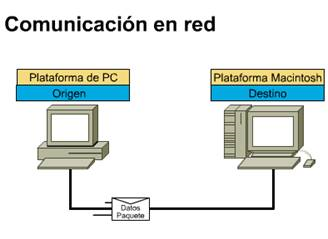 Comunicación en red
Plataforma de PC
Origen
Plataforma Macintosh
Destino
Datos
Paquete